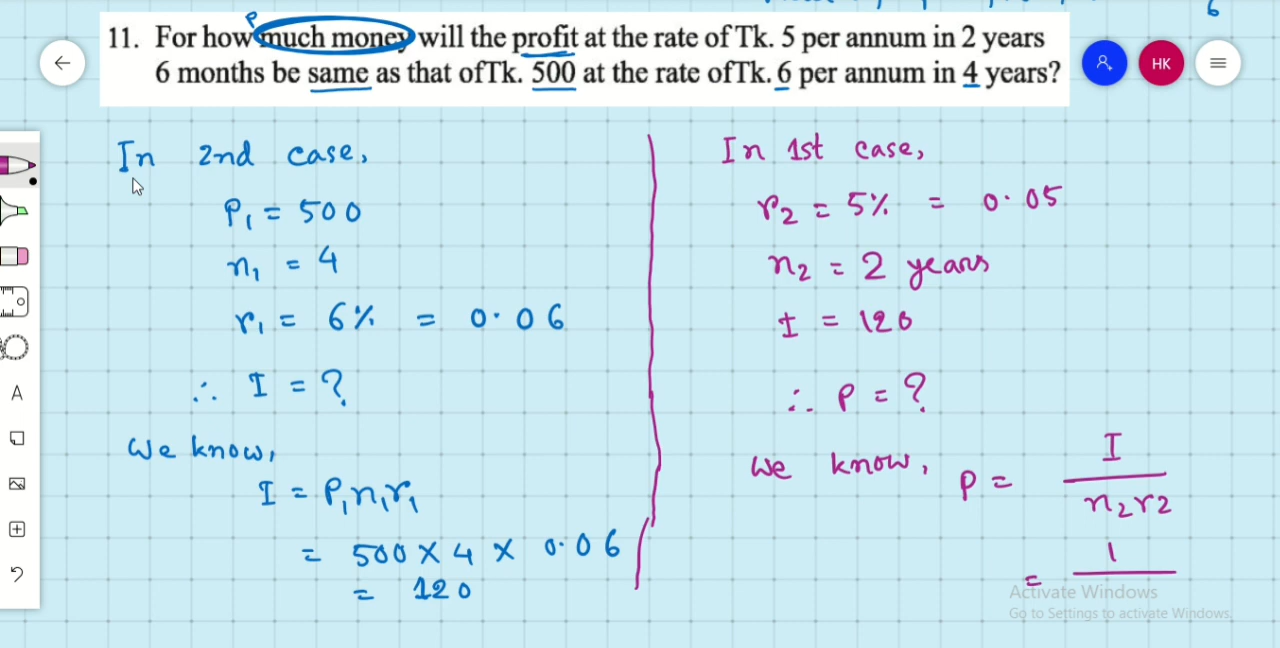 6
11. For how much money will the profit at the rate of Tk. 5 per annum in 2 years
6 months be same as that of Tk. 500 at the rate of Tk. 6 per annum in 4 years?
P
HK
In 2nd case,
P₁ = 500
n₁ = 4
r₁ = 6% = 0.06
∴ I = ?
We know,
I = P₁n₁r₁
= 500 × 4 × 0.06
= 120
In 1st case,
r₂ = 5% = 0.05
n₂ = 2 years
I = 120
∴ P = ?
We know, P = I / n₂r₂
= 1
A
Activate Windows
Go to Settings to activate Windows.